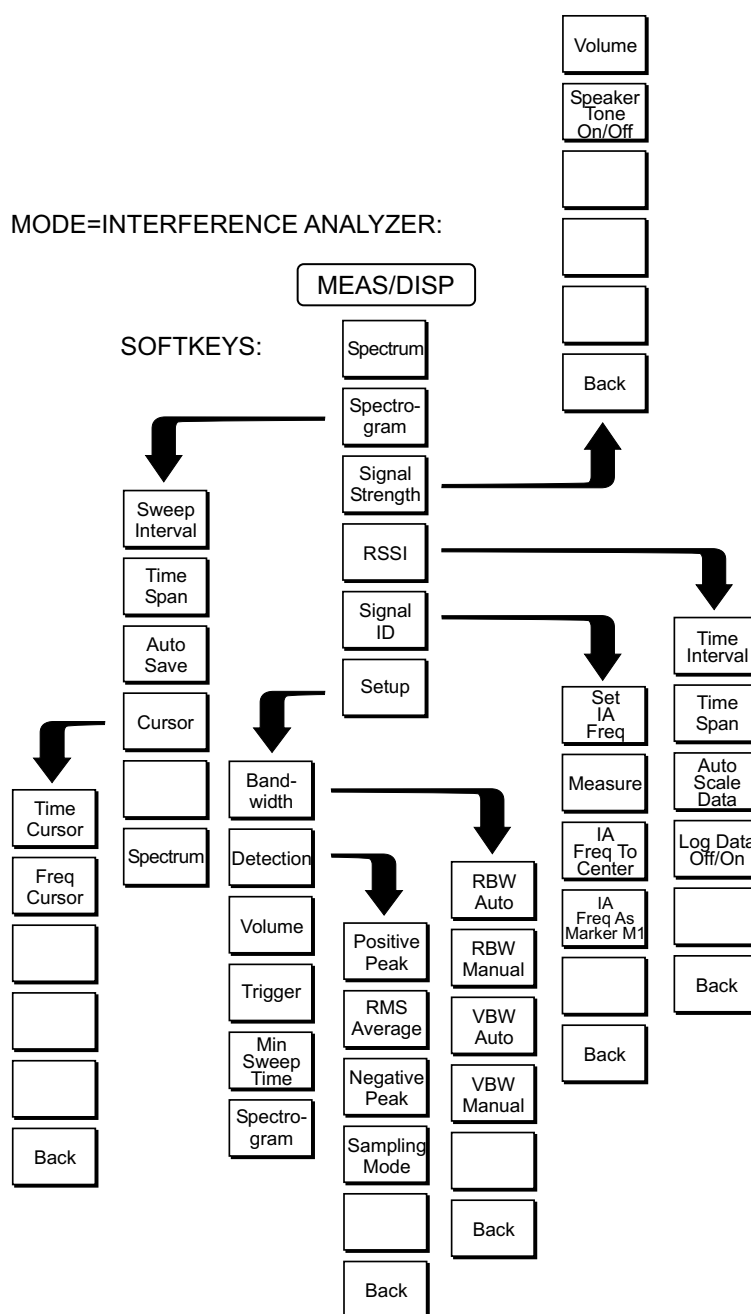 Volume
Speaker
Tone
On/Off
Back
MODE=INTERFERENCE ANALYZER:
MEAS/DISP
SOFTKEYS:
Spectrum
Spectro-
gram
Signal
Strength
RSSI
Signal
ID
Setup
Sweep
Interval
Time
Span
Auto
Save
Cursor
Spectrum
Time
Cursor
Freq
Cursor
Back
Band-
width
Detection
Volume
Trigger
Min
Sweep
Time
Spectro-
gram
Positive
Peak
RMS
Average
Negative
Peak
Sampling
Mode
Back
RBW
Auto
RBW
Manual
VBW
Auto
VBW
Manual
Back
Set
IA
Freq
Measure
IA
Freq To
Center
IA
Freq As
Marker M1
Back
Time
Interval
Time
Span
Auto
Scale
Data
Log Data
Off/On
Back